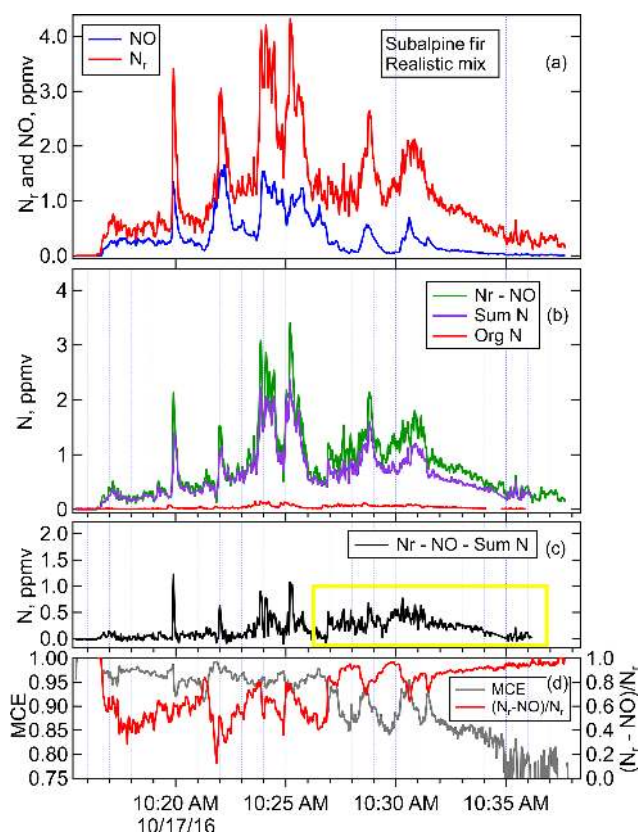 NO
Nr
Subalpine fir
Realistic mix
(a)
4.0
3.0
2.0
1.0
0.0
Nr and NO, ppmv
Nr - NO
Sum N
Org N
(b)
4
3
2
1
0
N, ppmv
Nr - NO - Sum N
(c)
2.0
1.5
1.0
0.5
0.0
N, ppmv
(d)
MCE
(Nr-NO)/Nr
1.00
0.95
0.90
0.85
0.80
0.75
MCE
1.0
0.8
0.6
0.4
0.2
0.0
(Nr - NO)/Nr
10:20 AM
10:25 AM
10:30 AM
10:35 AM
10/17/16